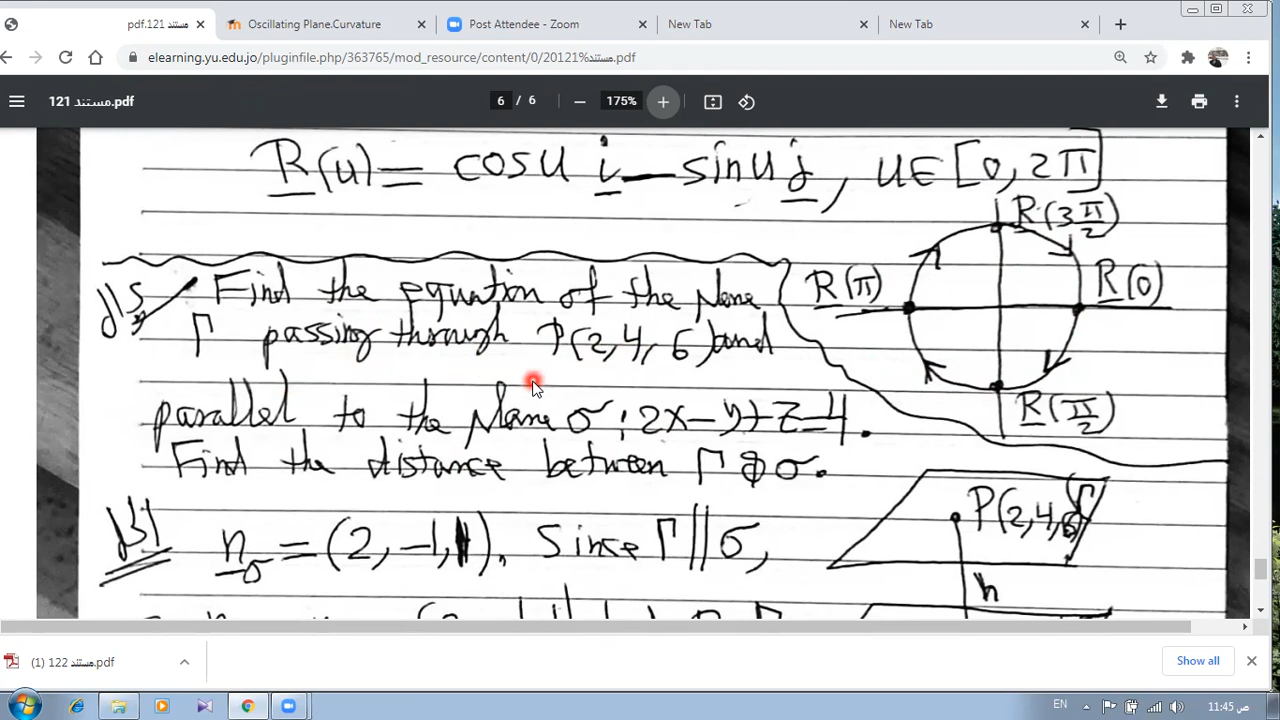 مستند 121.pdf
Oscillating Plane.Curvature
Post Attendee - Zoom
New Tab
New Tab
elearning.yu.edu.jo/pluginfile.php/363765/mod_resource/content/0/20121%مستند.pdf
مستند 121.pdf
6 / 6
175%
R(u) = cosu i - sinu j, u∈[0, 2π]
R(3π/2)
R(π)
R(0)
R(π/2)
Find the equation of the plane
Γ passing through P(2,4,6) and
parallel to the plane σ: 2x-y+z=4.
Find the distance between Γ & σ.
P(2,4,6)
Γ
n_σ = (2,-1,1). Since Γ ∥ σ,
h
مستند 122 (1).pdf
Show all
EN
11:45 ص